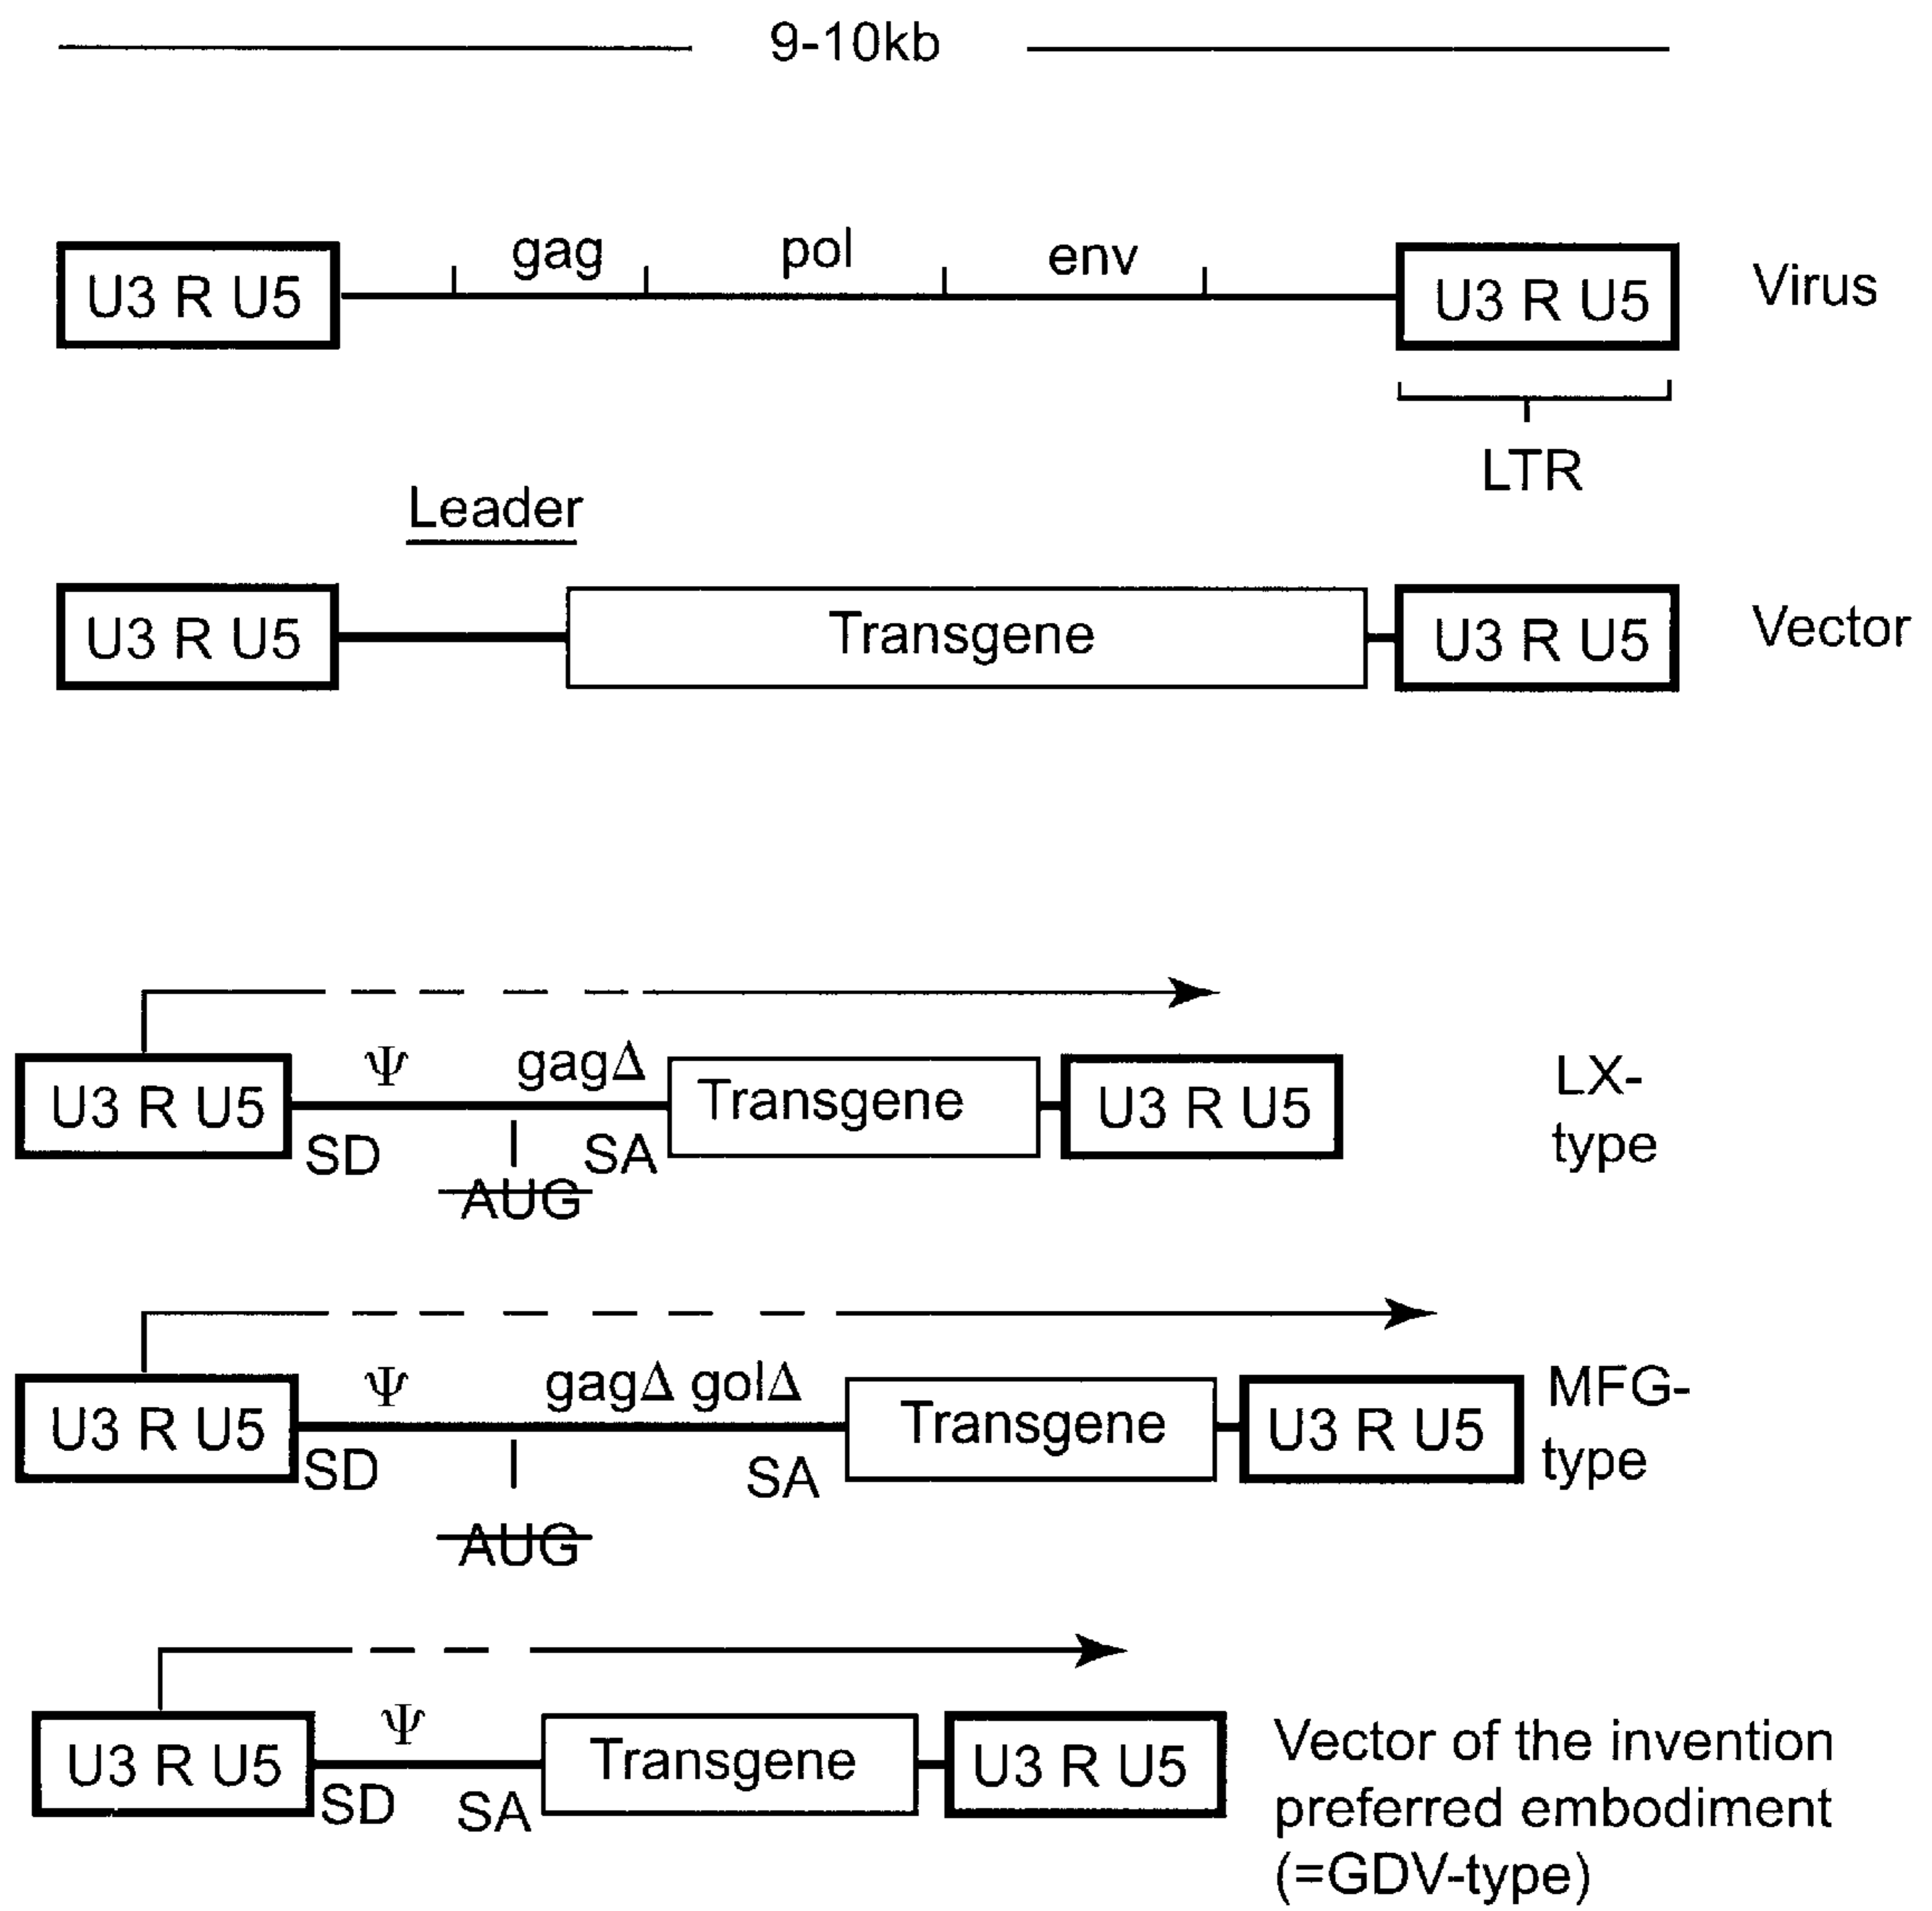 9-10kb
gag pol env
U3 R U5 U3 R U5 Virus
LTR
Leader
U3 R U5 Transgene U3 R U5 Vector
Ψ gagΔ
U3 R U5 Transgene U3 R U5 LX-
type
SD SA
AUG
Ψ gagΔ golΔ
U3 R U5 Transgene U3 R U5 MFG-
type
SD SA
AUG
Ψ
U3 R U5 Transgene U3 R U5
SD SA
Vector of the invention
preferred embodiment
(=GDV-type)